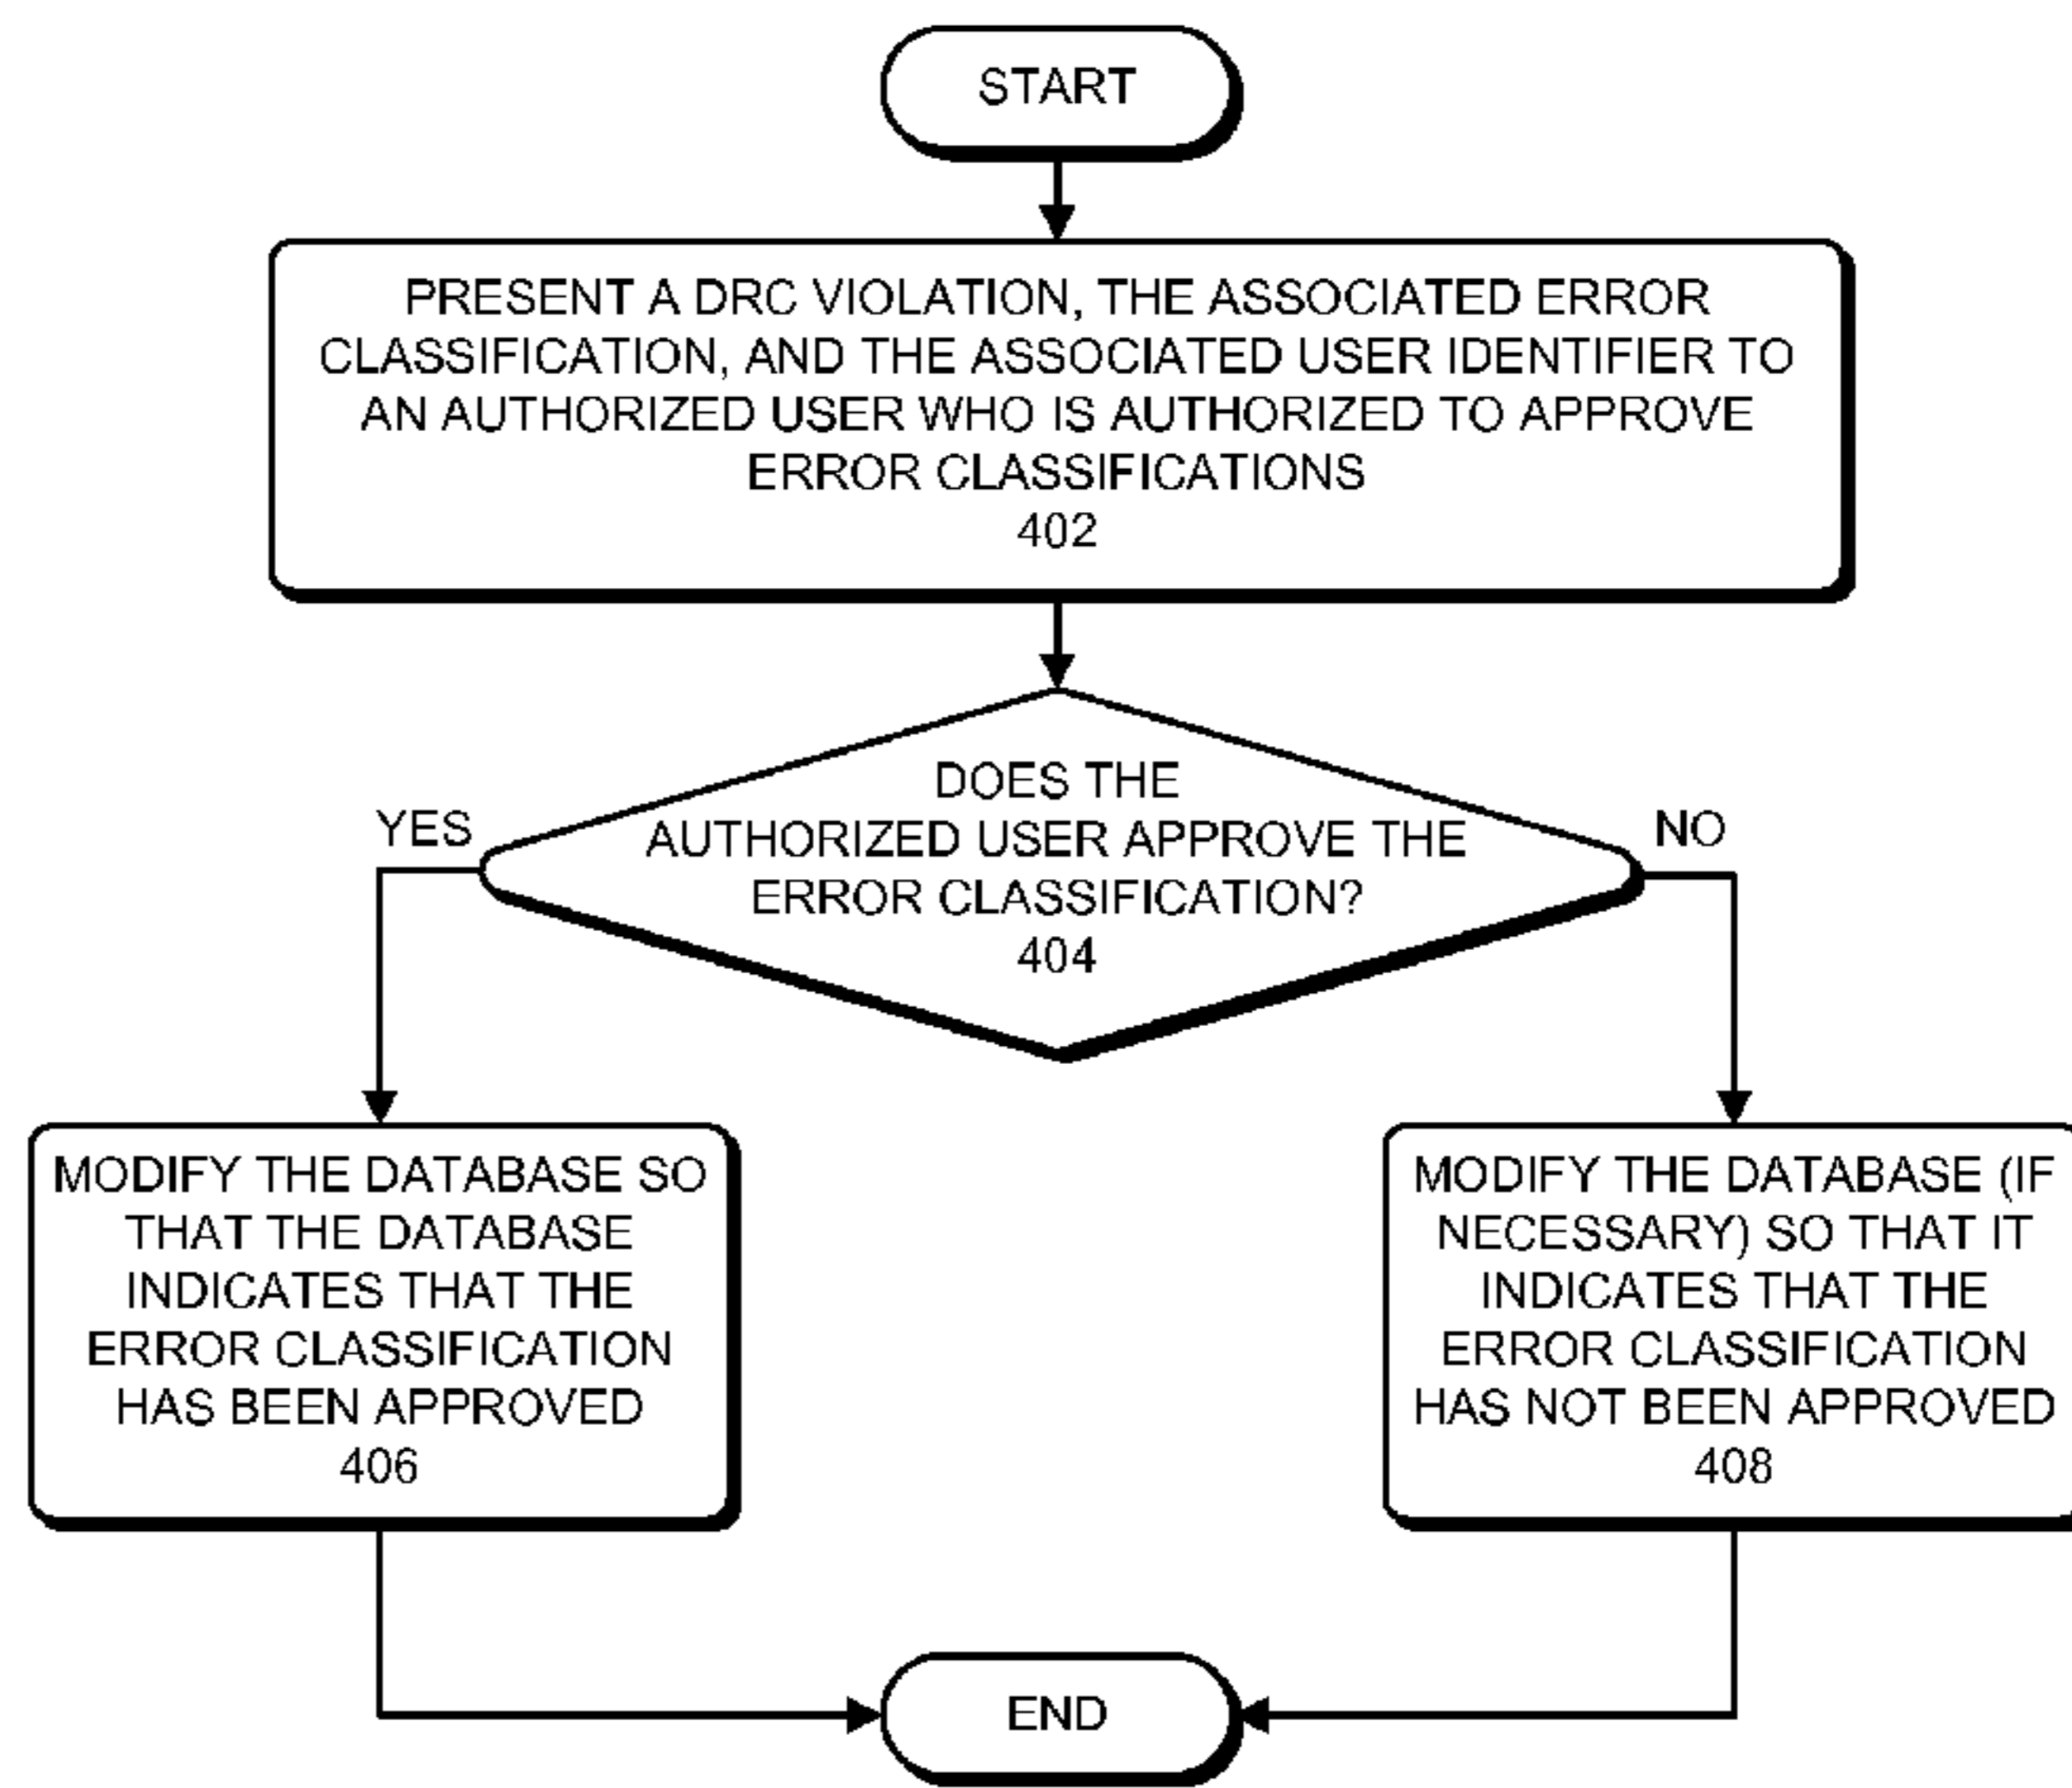 START
PRESENT A DRC VIOLATION, THE ASSOCIATED ERROR
CLASSIFICATION, AND THE ASSOCIATED USER IDENTIFIER TO
AN AUTHORIZED USER WHO IS AUTHORIZED TO APPROVE
ERROR CLASSIFICATIONS
402
DOES THE
AUTHORIZED USER APPROVE THE
ERROR CLASSIFICATION?
404
YES
NO
MODIFY THE DATABASE SO
THAT THE DATABASE
INDICATES THAT THE
ERROR CLASSIFICATION
HAS BEEN APPROVED
406
MODIFY THE DATABASE (IF
NECESSARY) SO THAT IT
INDICATES THAT THE
ERROR CLASSIFICATION
HAS NOT BEEN APPROVED
408
END